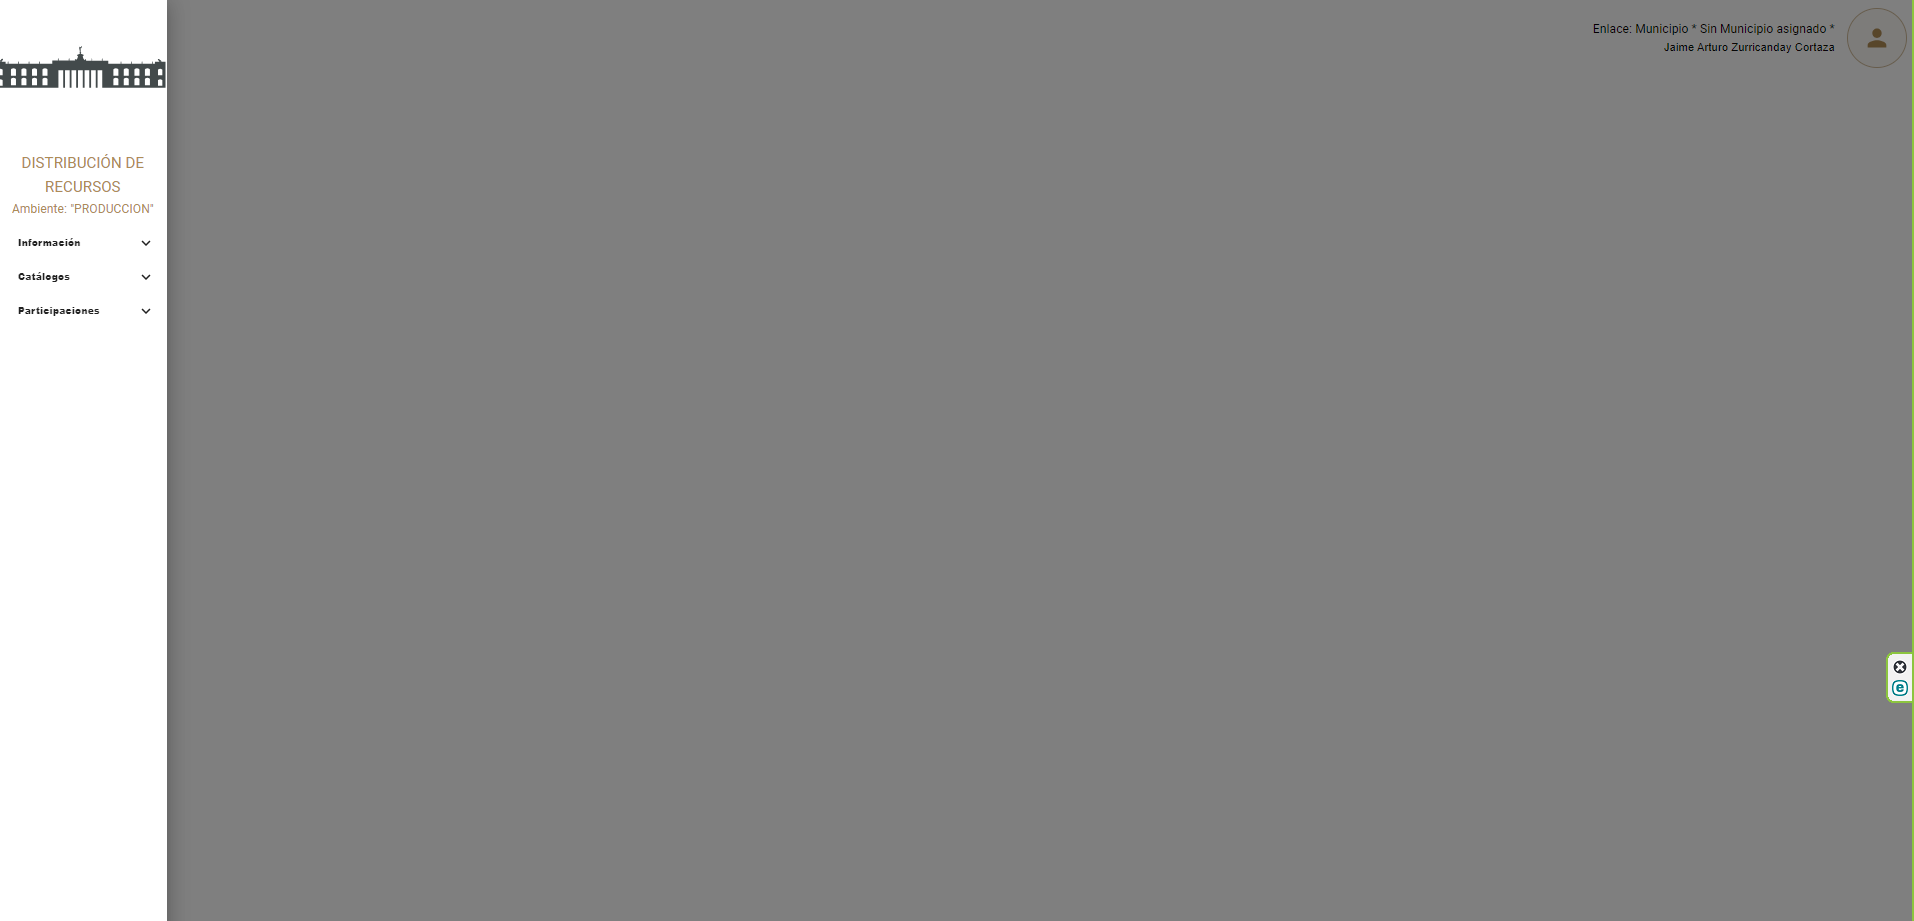 Enlace: Municipio * Sin Municipio asignado *
Jaime Arturo Zurricanday Cortaza
DISTRIBUCIÓN DE
RECURSOS
Ambiente: "PRODUCCION"
Información
Catálogos
Participaciones
e